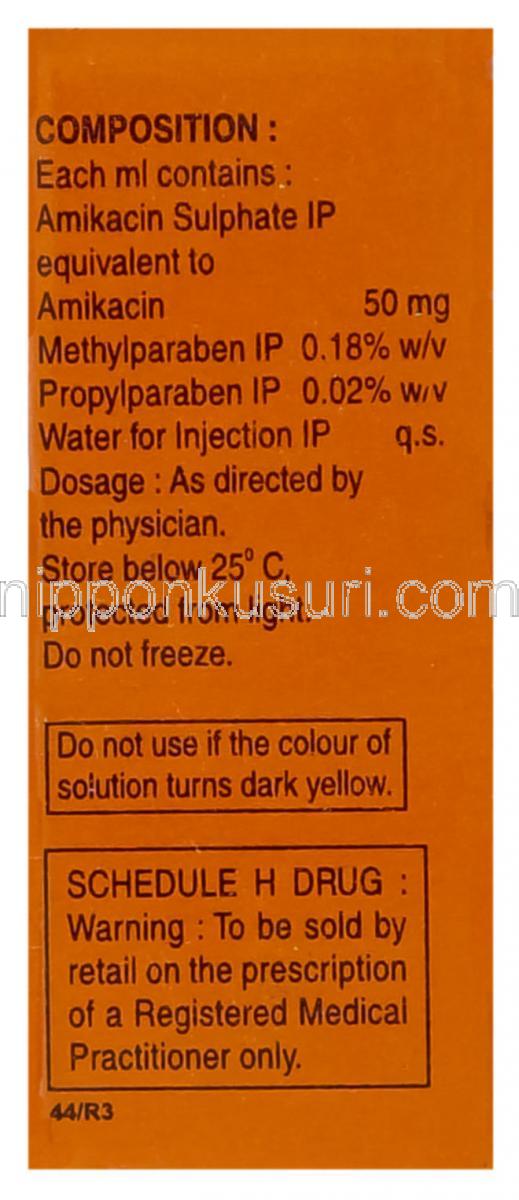 COMPOSITION :
Each ml contains :
Amikacin Sulphate IP
equivalent to
Amikacin 50 mg
Methylparaben IP 0.18% w/v
Propylparaben IP 0.02% w/v
Water for Injection IP q.s.
Dosage : As directed by
the physician.
Store below 25° C,
protected from light.
nipponkusuri.com
Do not freeze.
Do not use if the colour of
solution turns dark yellow.
SCHEDULE H DRUG :
Warning : To be sold by
retail on the prescription
of a Registered Medical
Practitioner only.
44/R3